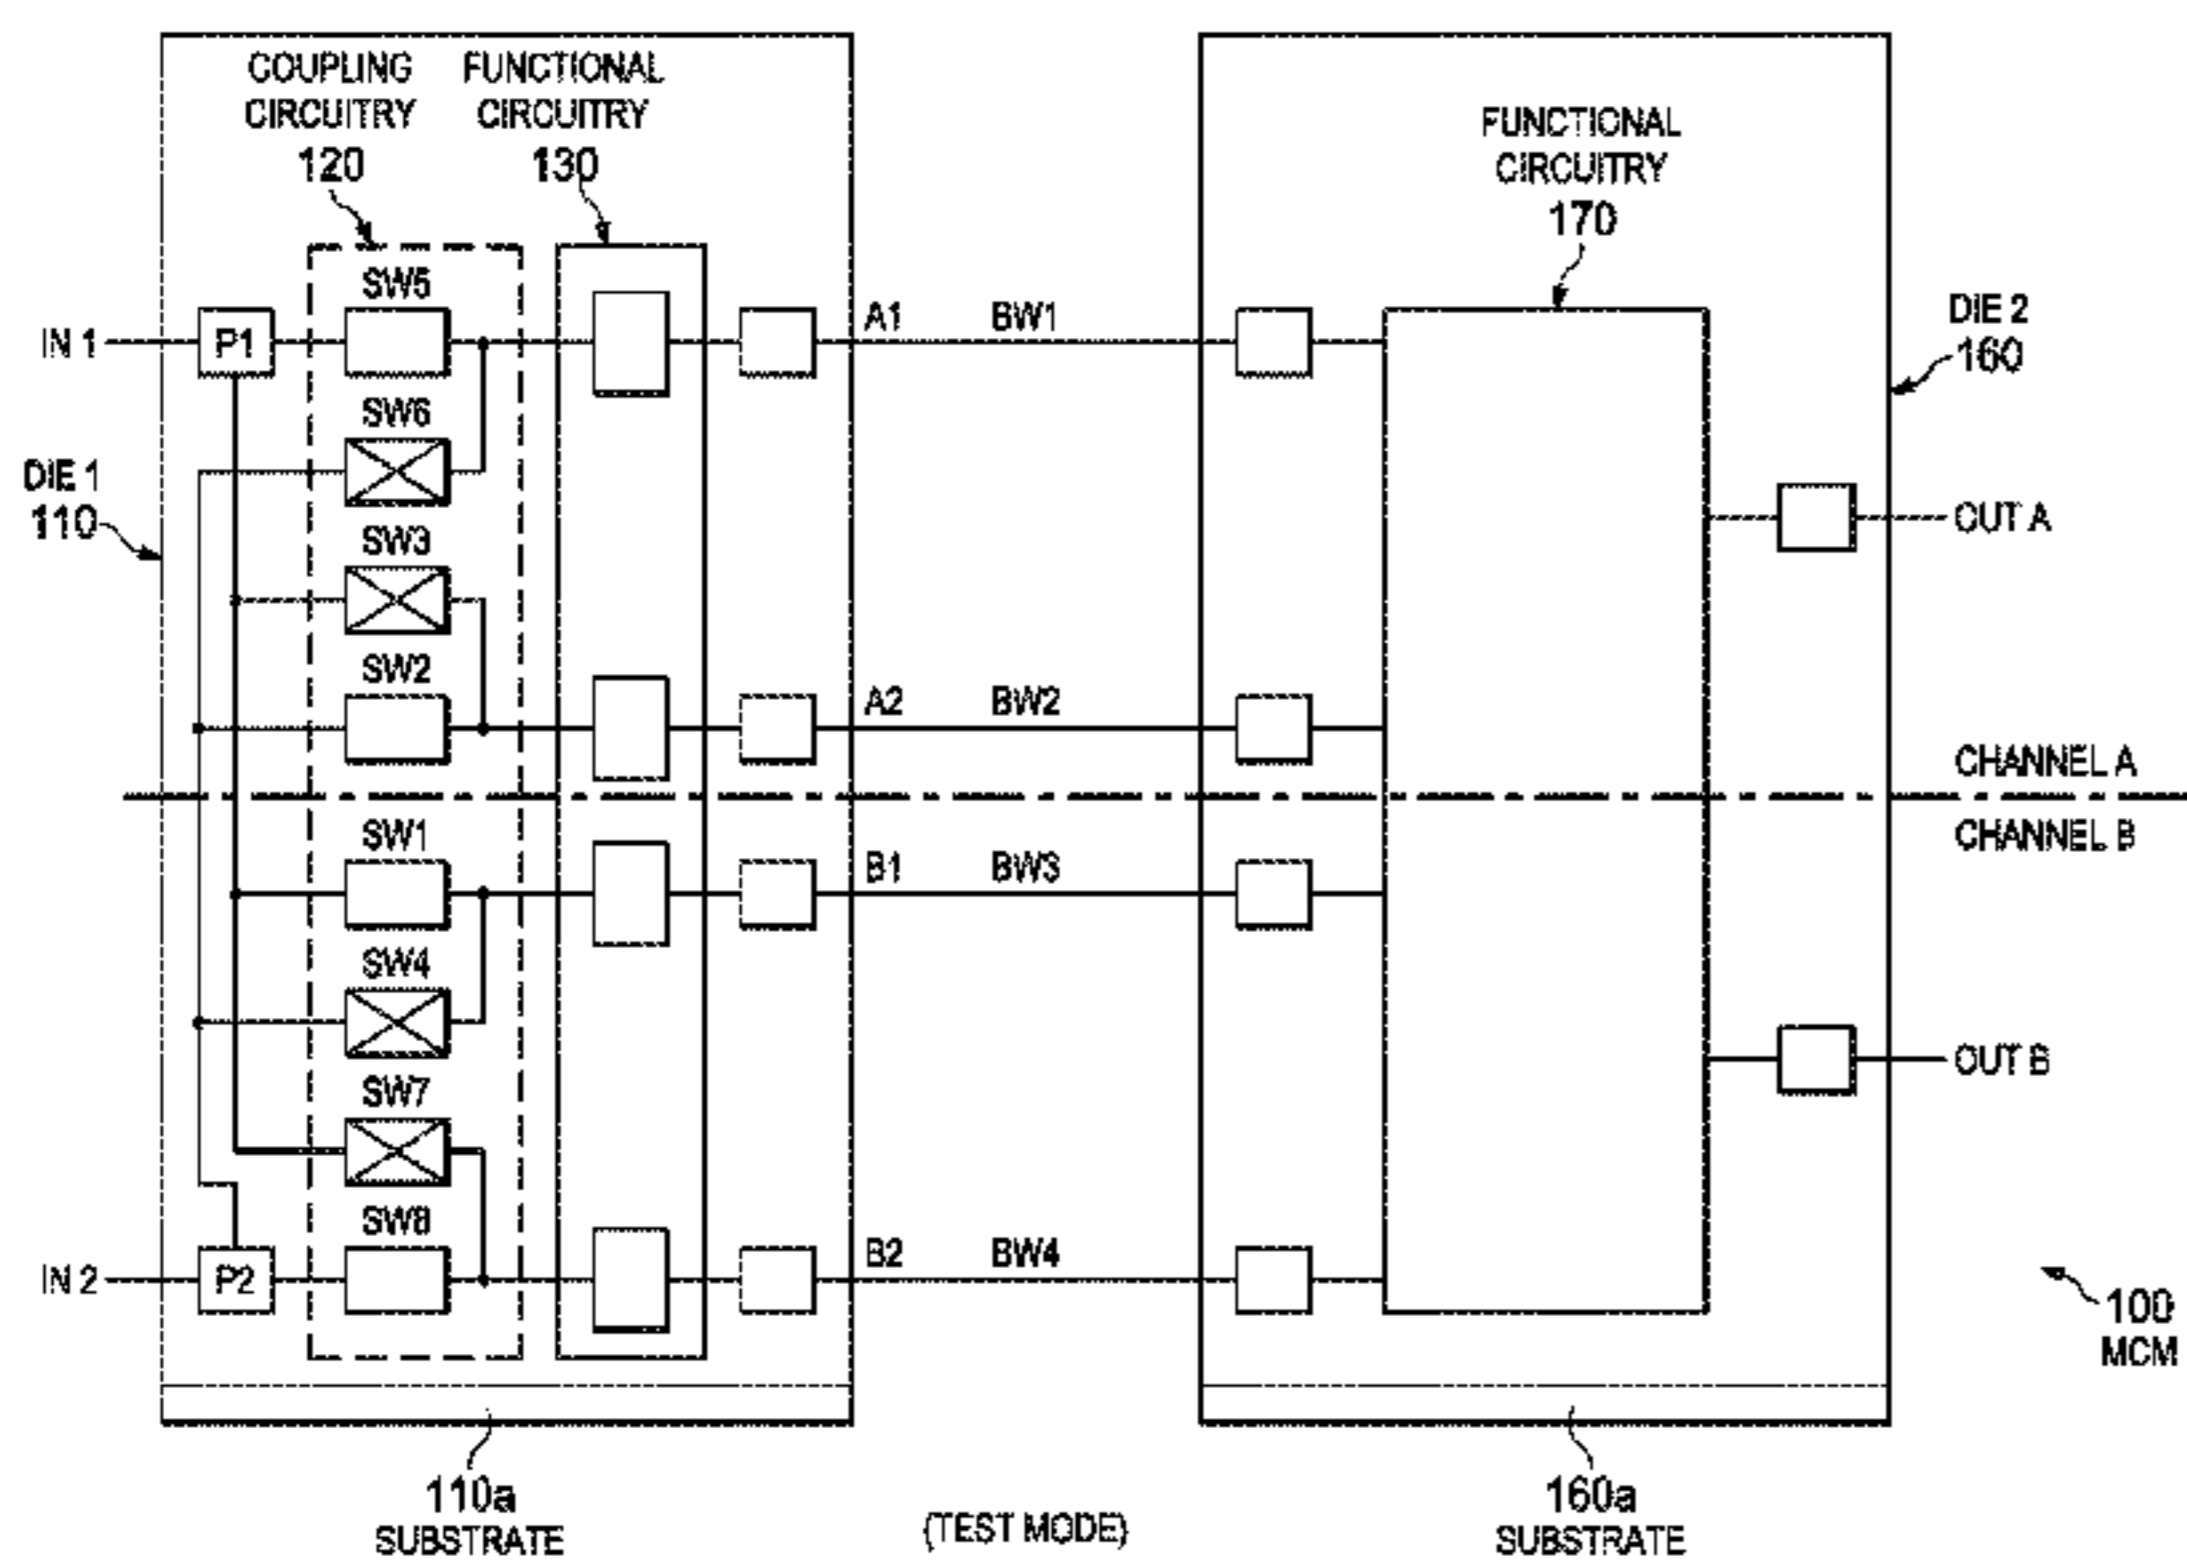 COUPLING
CIRCUITRY
120
FUNCTIONAL
CIRCUITRY
130
FUNCTIONAL
CIRCUITRY
170
SW5
IN 1
P1
A1
BW1
DIE 2
160
SW6
DIE 1
110
SW3
OUT A
SW2
A2
BW2
CHANNEL A
CHANNEL B
SW1
B1
BW3
SW4
OUT B
SW7
SW8
IN 2
P2
B2
BW4
100
MCM
110a
SUBSTRATE
(TEST MODE)
160a
SUBSTRATE